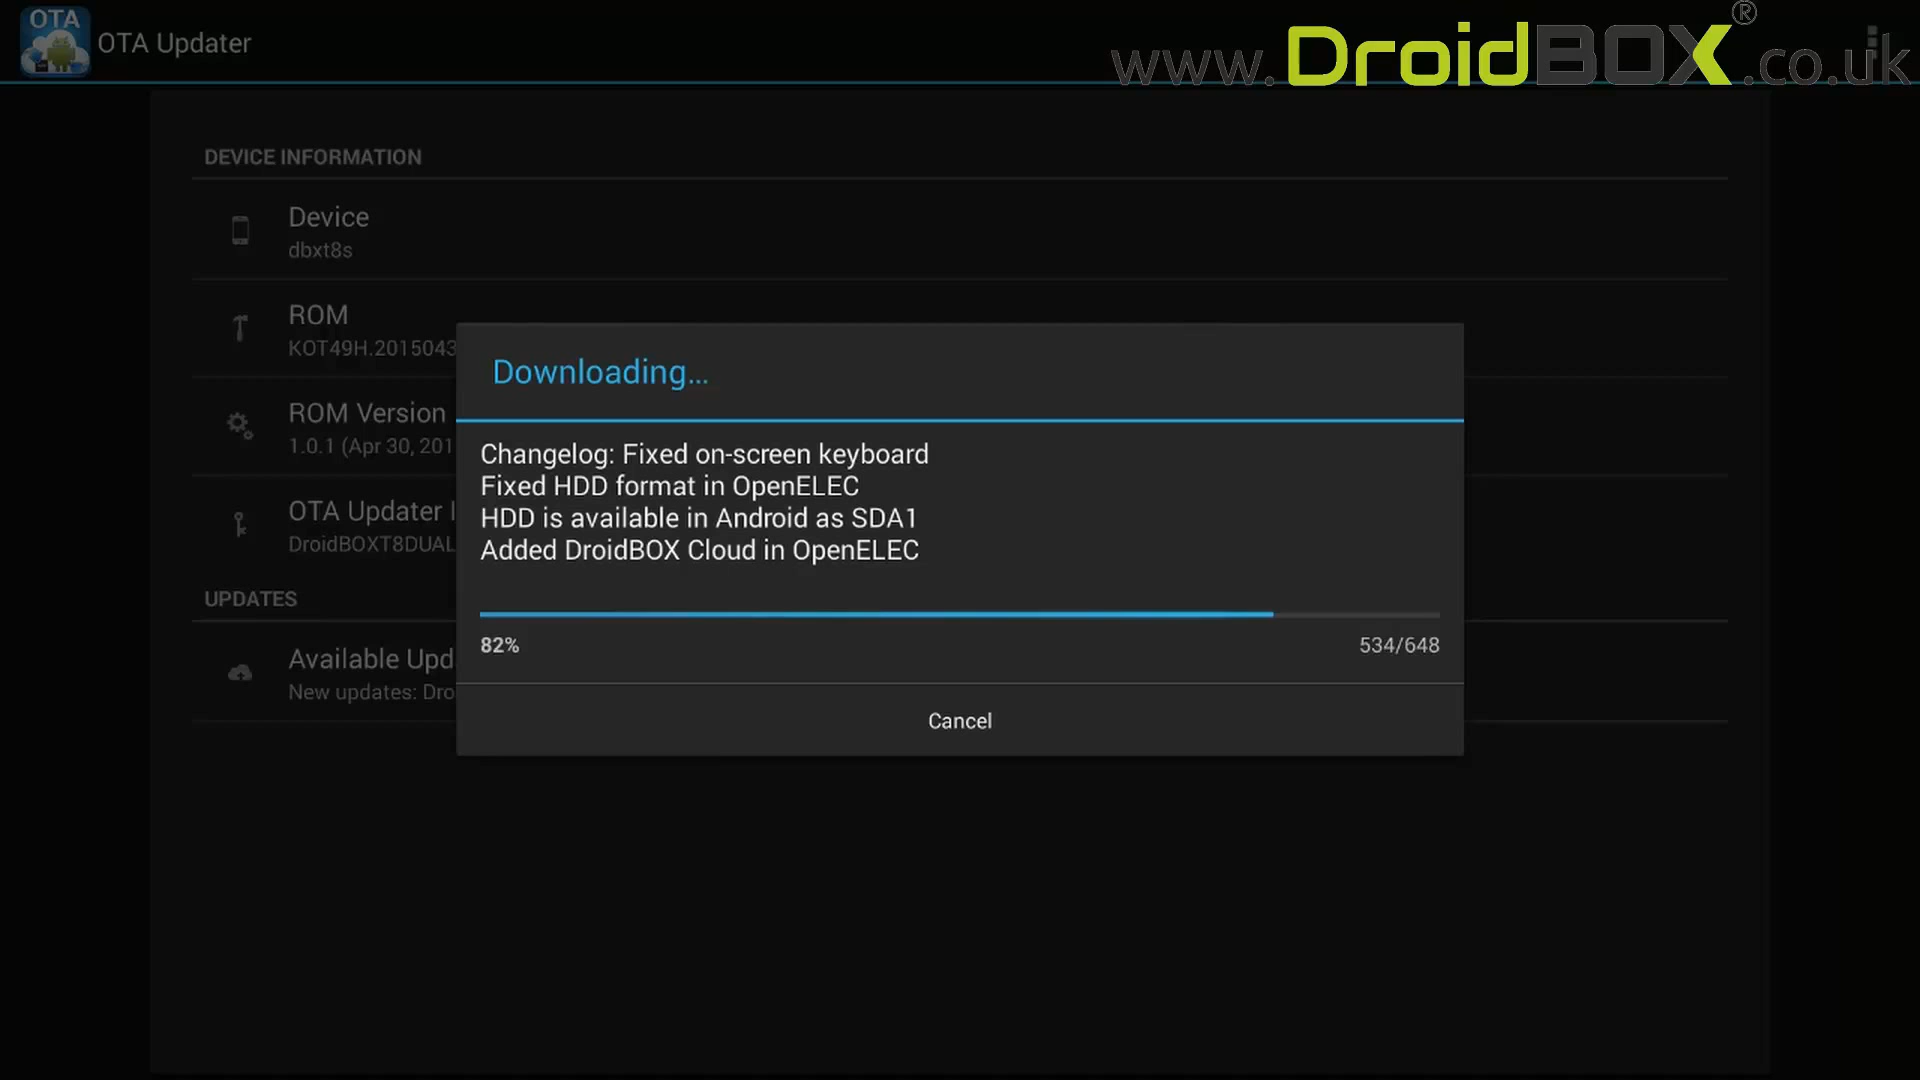 OTA
OTA Updater
www.DroidBOX®.co.uk
DEVICE INFORMATION
Device
dbxt8s
ROM
KOT49H.2015043
ROM Version
1.0.1 (Apr 30, 201
OTA Updater I
DroidBOXT8DUAL
UPDATES
Available Upd
New updates: Dro
Downloading...
Changelog: Fixed on-screen keyboard
Fixed HDD format in OpenELEC
HDD is available in Android as SDA1
Added DroidBOX Cloud in OpenELEC
82%
534/648
Cancel